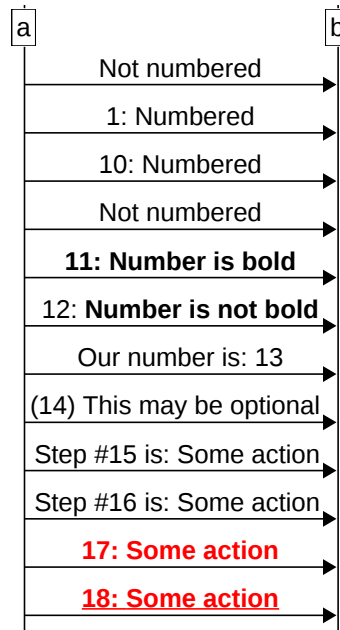 a b
Not numbered
1: Numbered
10: Numbered
Not numbered
11: Number is bold
12: Number is not bold
Our number is: 13
(14) This may be optional
Step #15 is: Some action
Step #16 is: Some action
17: Some action
18: Some action